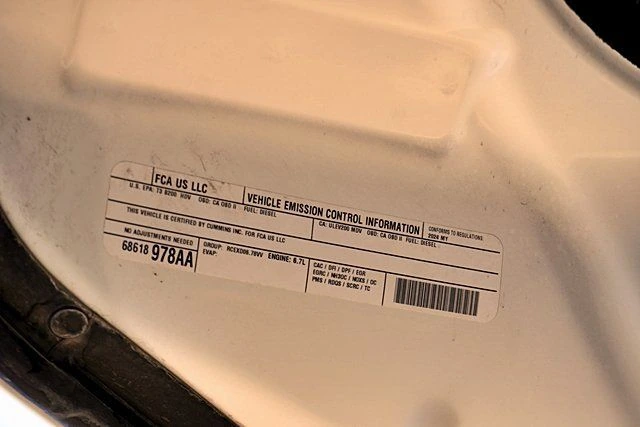 FCA US LLC
VEHICLE EMISSION CONTROL INFORMATION
CONFORMS TO REGULATIONS:
2024 MY
U.S. EPA: T3 B200 HDV OBD: CA OBD II FUEL: DIESEL
CA: ULEV200 MDV OBD: CA OBD II FUEL: DIESEL
THIS VEHICLE IS CERTIFIED BY CUMMINS INC. FOR FCA US LLC
NO ADJUSTMENTS NEEDED
68618 978AA
GROUP: RCEXD06.78VV ENGINE: 6.7L
EVAP:
CAC / DFI / DPF / EGR
EGRC / NH3OC / NOXS / OC
PMS / RDQS / SCRC / TC